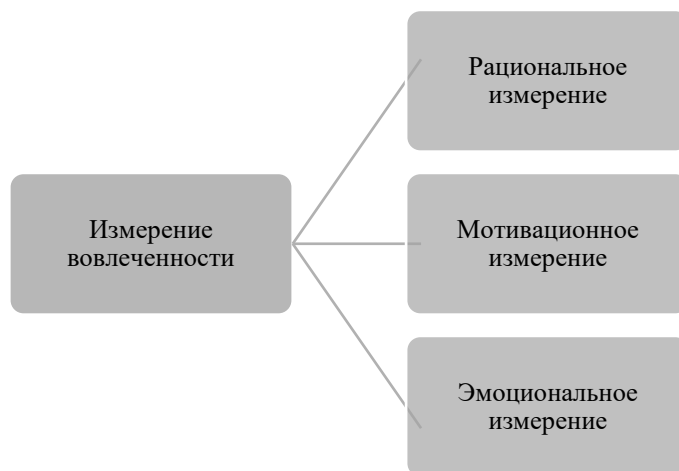 Рациональное
измерение
Измерение
вовлеченности
Мотивационное
измерение
Эмоциональное
измерение